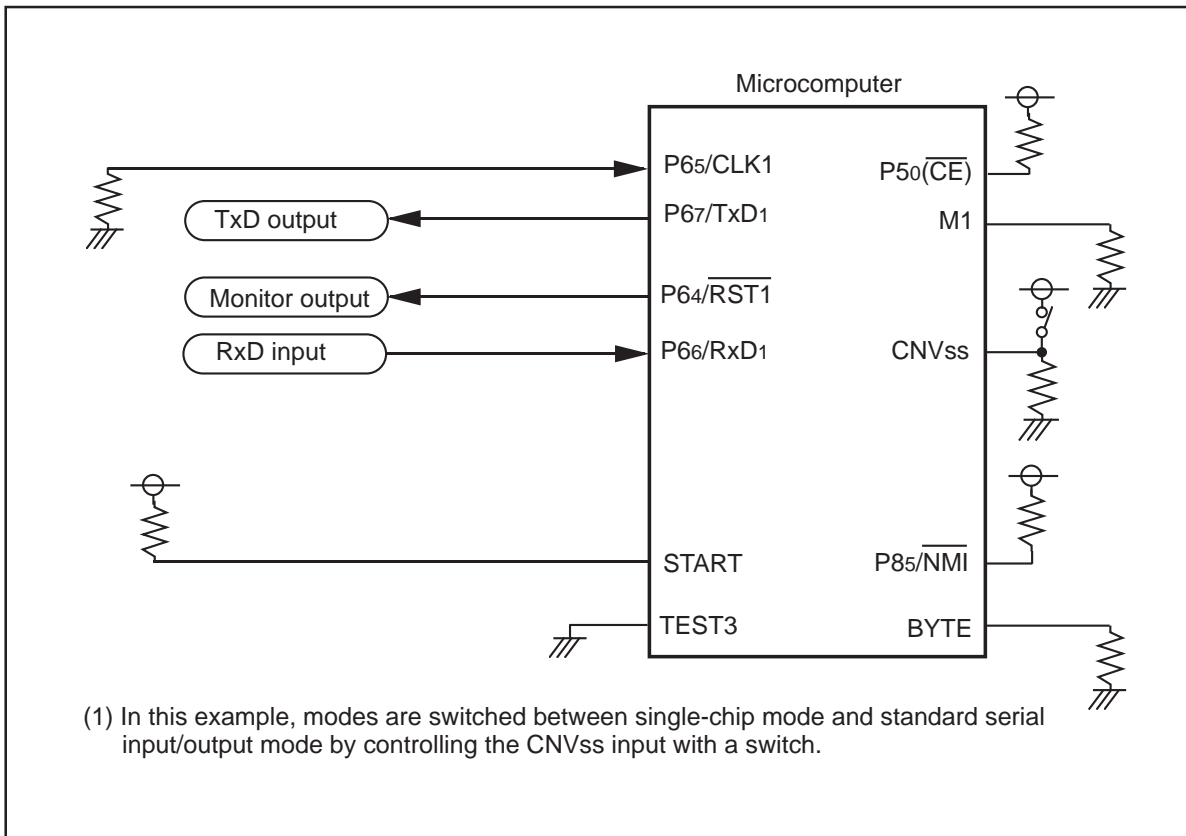 Microcomputer
P65/CLK1
P50(CE)
TxD output
P67/TxD1
M1
Monitor output
P64/RST1
RxD input
P66/RxD1
CNVss
START
P85/NMI
TEST3
BYTE
(1) In this example, modes are switched between single-chip mode and standard serial
input/output mode by controlling the CNVss input with a switch.